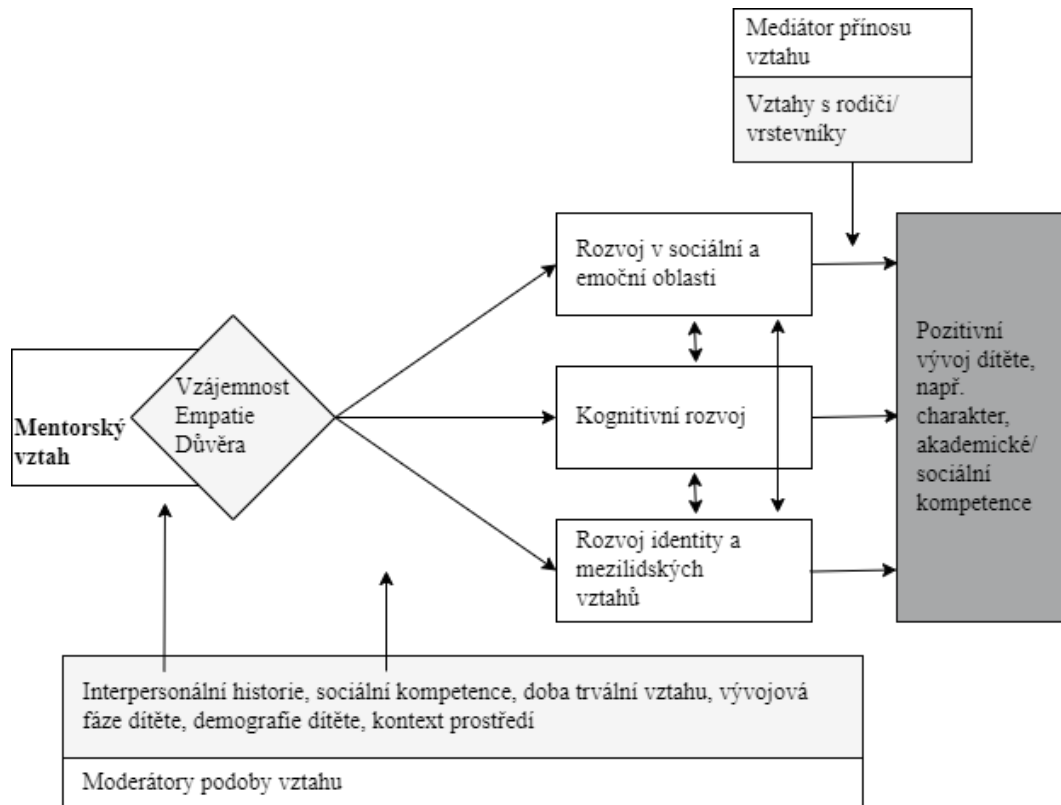 Mediátor přínosu
vztahu
Vztahy s rodiči/
vrstevníky
Rozvoj v sociální a
emoční oblasti
Vzájemnost
Empatie
Důvěra
Mentorský
vztah
Kognitivní rozvoj
Pozitivní
vývoj dítěte,
např.
charakter,
akademické/
sociální
kompetence
Rozvoj identity a
mezilidských
vztahů
Interpersonální historie, sociální kompetence, doba trvální vztahu, vývojová
fáze dítěte, demografie dítěte, kontext prostředí
Moderátory podoby vztahu